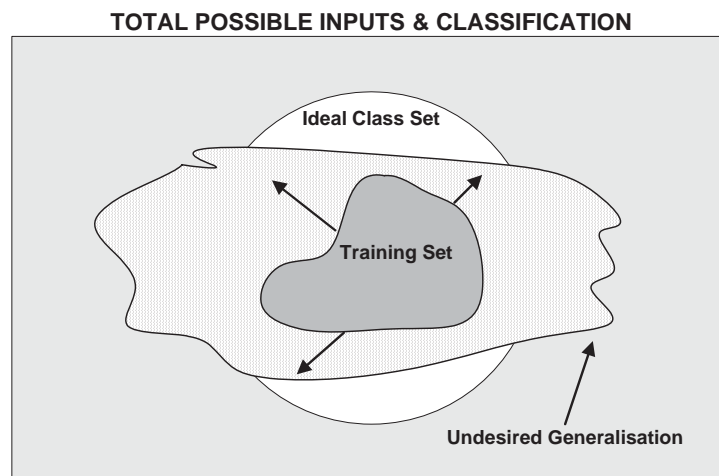 TOTAL POSSIBLE INPUTS & CLASSIFICATION
Ideal Class Set
Training Set
Undesired Generalisation